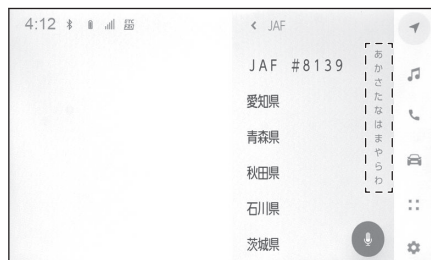 4:12
JAF
JAF #8139
愛知県
青森県
秋田県
石川県
茨城県
あ
か
さ
た
な
は
ま
や
ら
わ